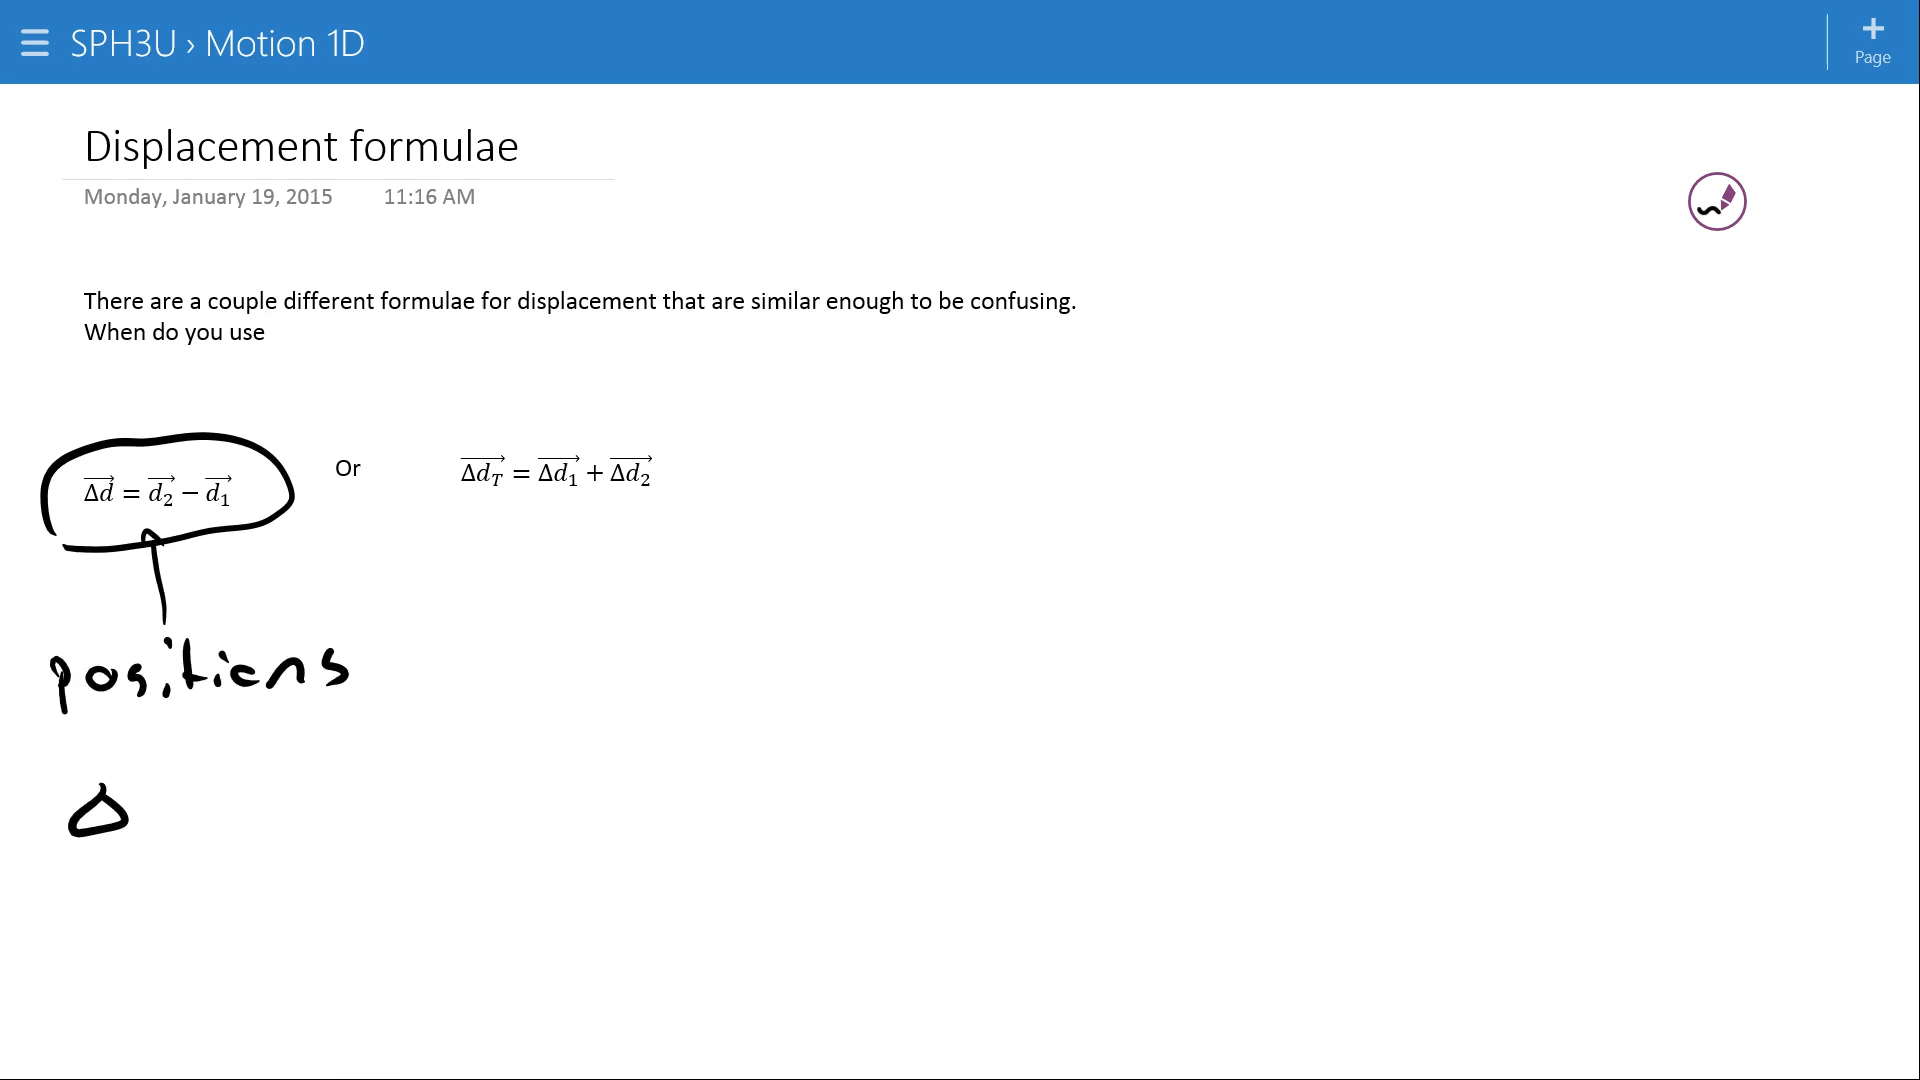 SPH3U › Motion 1D
Page
Displacement formulae
Monday, January 19, 2015 11:16 AM
There are a couple different formulae for displacement that are similar enough to be confusing.
When do you use
Δd⃗ = d₂⃗ − d₁⃗ Or Δd_T⃗ = Δd₁⃗ + Δd₂⃗
positions
Δ